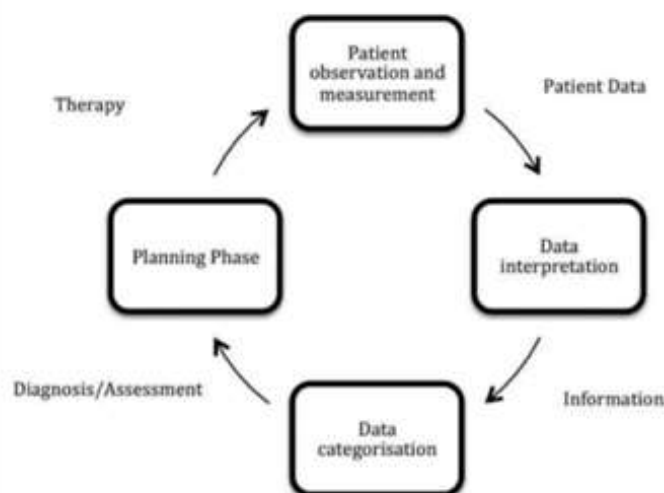 Patient
observation and
measurement
Patient Data
Data
interpretation
Information
Data
categorisation
Diagnosis/Assessment
Planning Phase
Therapy